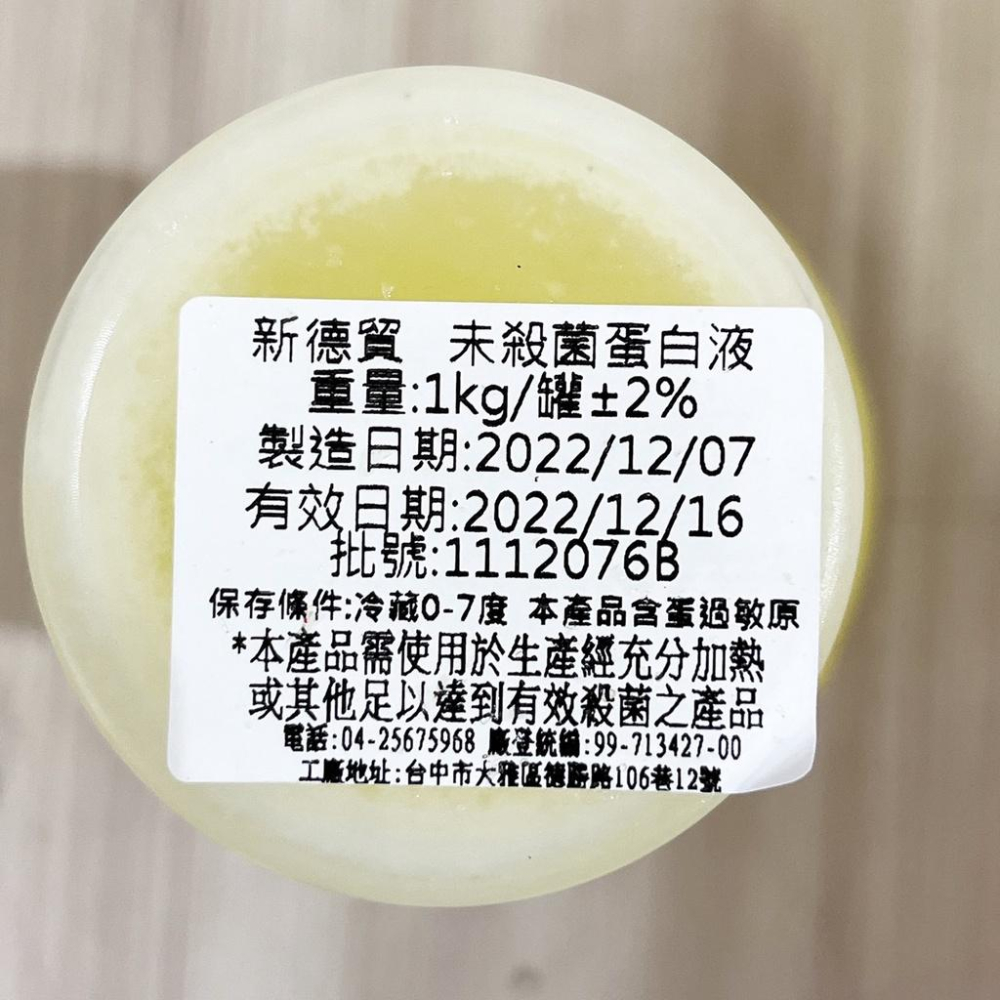 新德貿 未殺菌蛋白液
重量:1kg/罐±2%
製造日期:2022/12/07
有效日期:2022/12/16
批號:1112076B
保存條件:冷藏0-7度 本產品含蛋過敏原
*本產品需使用於生產經充分加熱
或其他足以達到有效殺菌之產品
電話:04-25675968 廠登統編:99-713427-00
工廠地址:台中市大雅區德勝路106巷12號